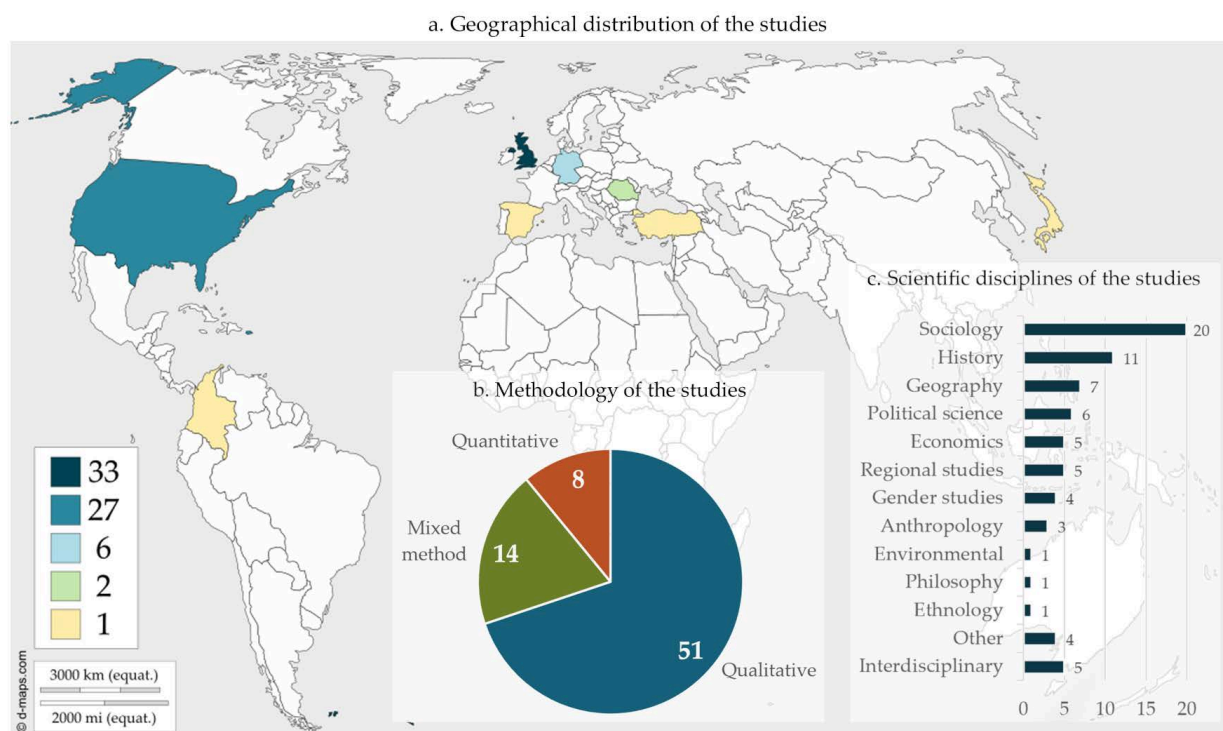 a. Geographical distribution of the studies
33
27
6
2
1
3000 km (equat.)
2000 mi (equat.)
© d-maps.com
b. Methodology of the studies
Quantitative
8
Mixed
method
14
51
Qualitative
c. Scientific disciplines of the studies
Sociology 20
History 11
Geography 7
Political science 6
Economics 5
Regional studies 5
Gender studies 4
Anthropology 3
Environmental 1
Philosophy 1
Ethnology 1
Other 4
Interdisciplinary 5
0 5 10 15 20